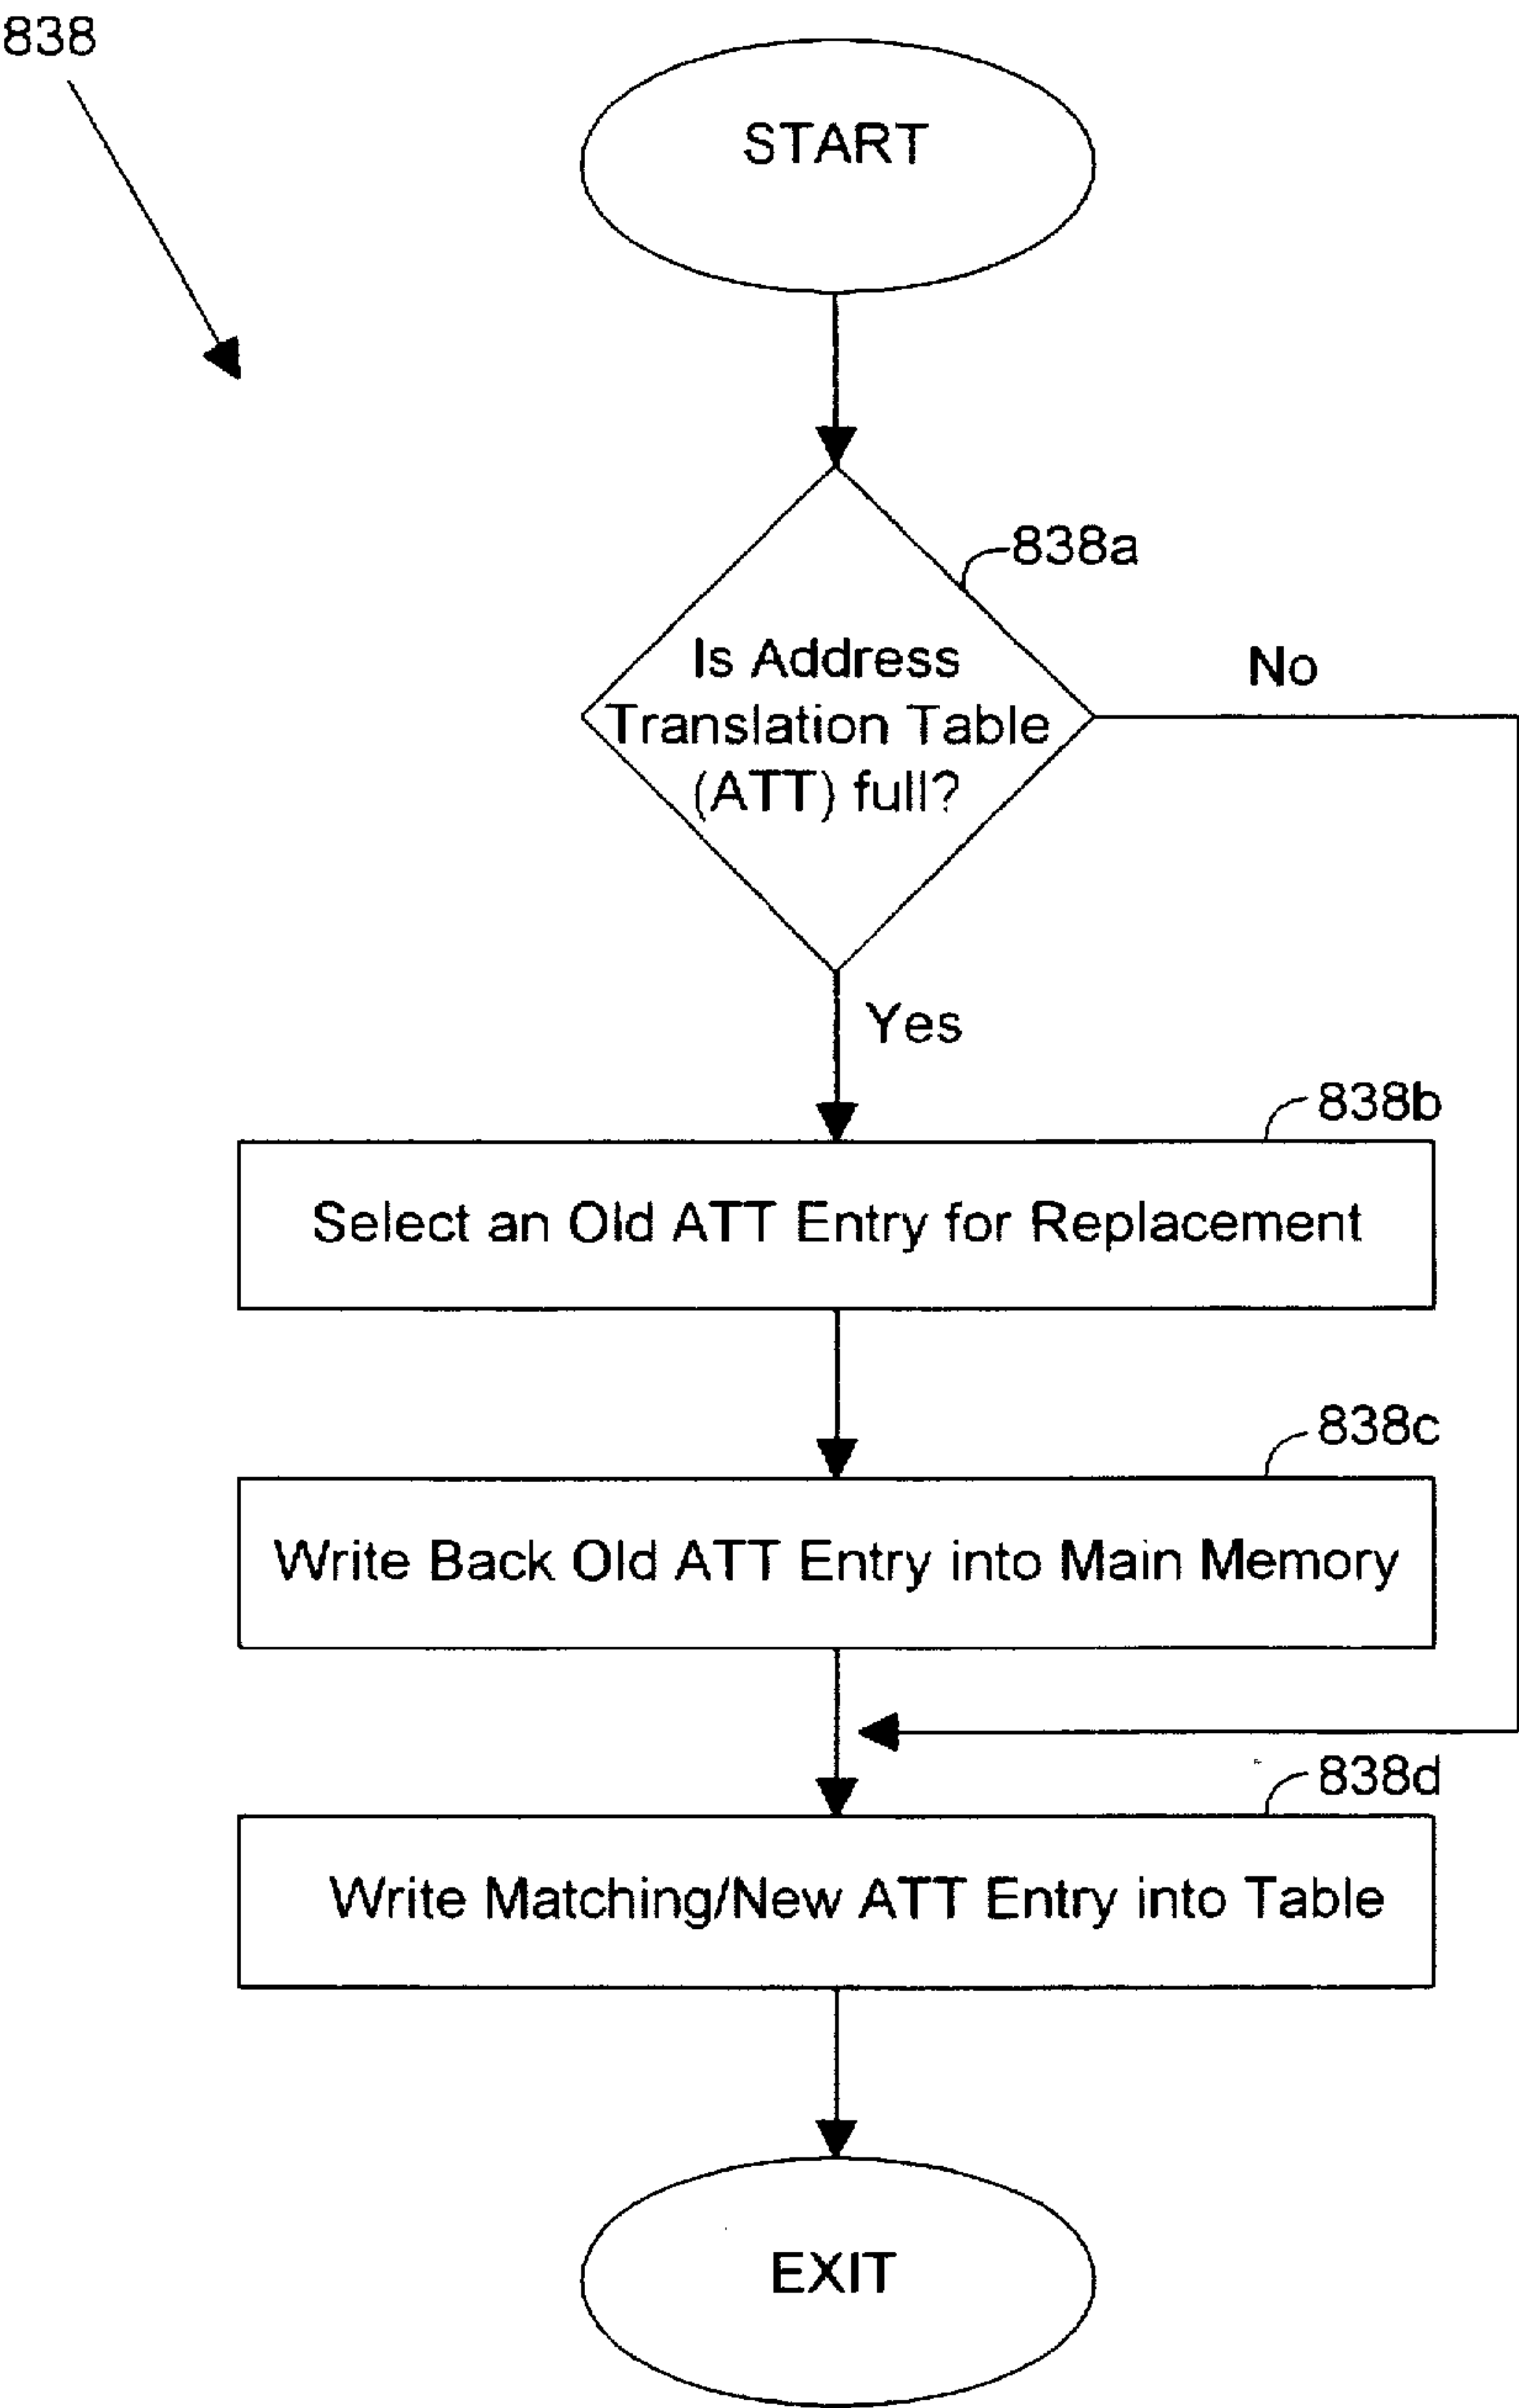 838
START
838a
Is Address
Translation Table
(ATT) full?
No
Yes
838b
Select an Old ATT Entry for Replacement
838c
Write Back Old ATT Entry into Main Memory
838d
Write Matching/New ATT Entry into Table
EXIT